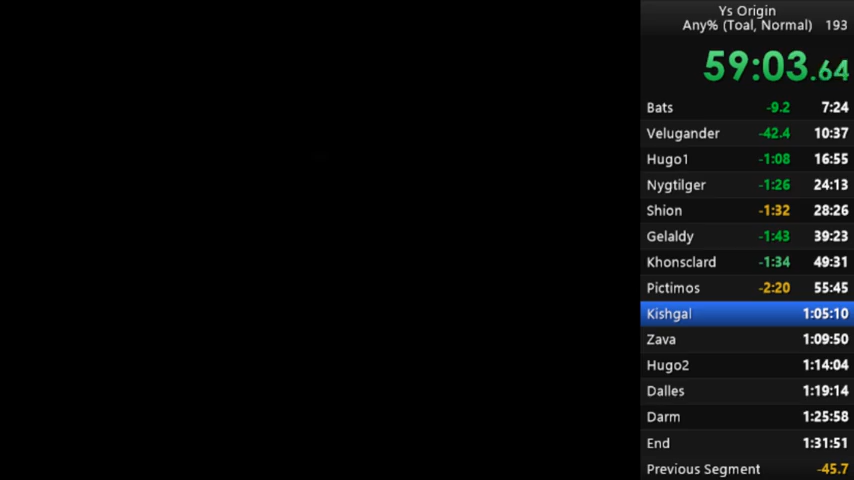 Ys Origin
Any% (Toal, Normal) 193
59:03.64
Bats -9.2 7:24
Velugander -42.4 10:37
Hugo1 -1:08 16:55
Nygtilger -1:26 24:13
Shion -1:32 28:26
Gelaldy -1:43 39:23
Khonsclard -1:34 49:31
Pictimos -2:20 55:45
Kishgal 1:05:10
Zava 1:09:50
Hugo2 1:14:04
Dalles 1:19:14
Darm 1:25:58
End 1:31:51
Previous Segment -45.7